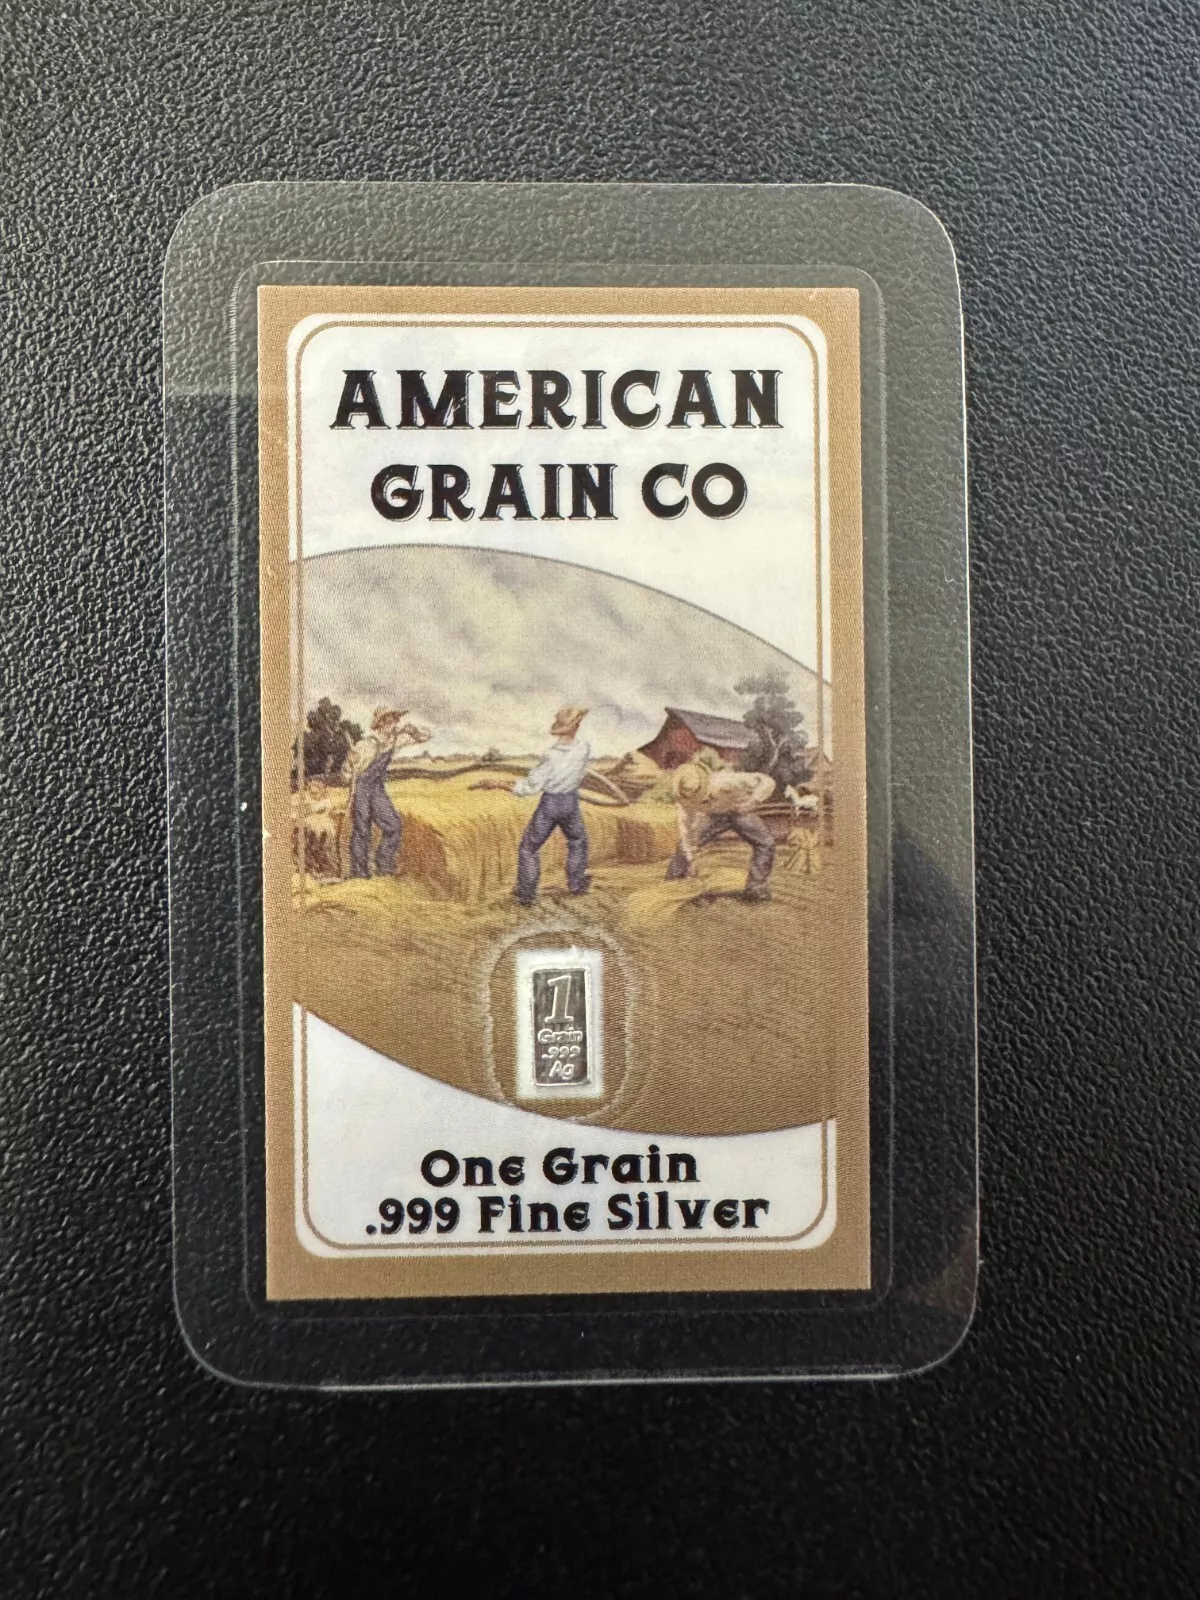 AMERICAN
GRAIN CO
1
Grain
.999
Ag
One Grain
.999 Fine Silver